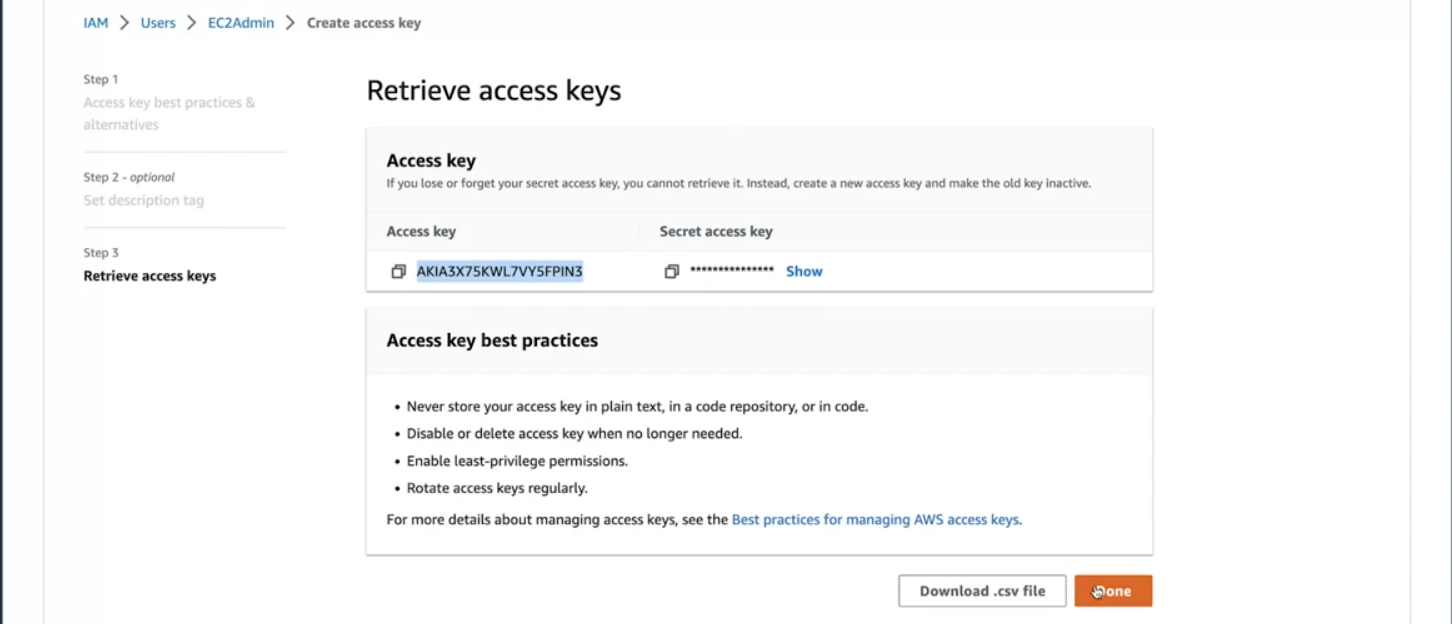 IAM > Users > EC2Admin > Create access key
Step 1
Access key best practices &
alternatives
Step 2 - optional
Set description tag
Step 3
Retrieve access keys
Retrieve access keys
Access key
If you lose or forget your secret access key, you cannot retrieve it. Instead, create a new access key and make the old key inactive.
Access key Secret access key
AKIA3X75KWL7VY5FPIN3 *************** Show
Access key best practices
• Never store your access key in plain text, in a code repository, or in code.
• Disable or delete access key when no longer needed.
• Enable least-privilege permissions.
• Rotate access keys regularly.
For more details about managing access keys, see the Best practices for managing AWS access keys.
Download .csv file Done